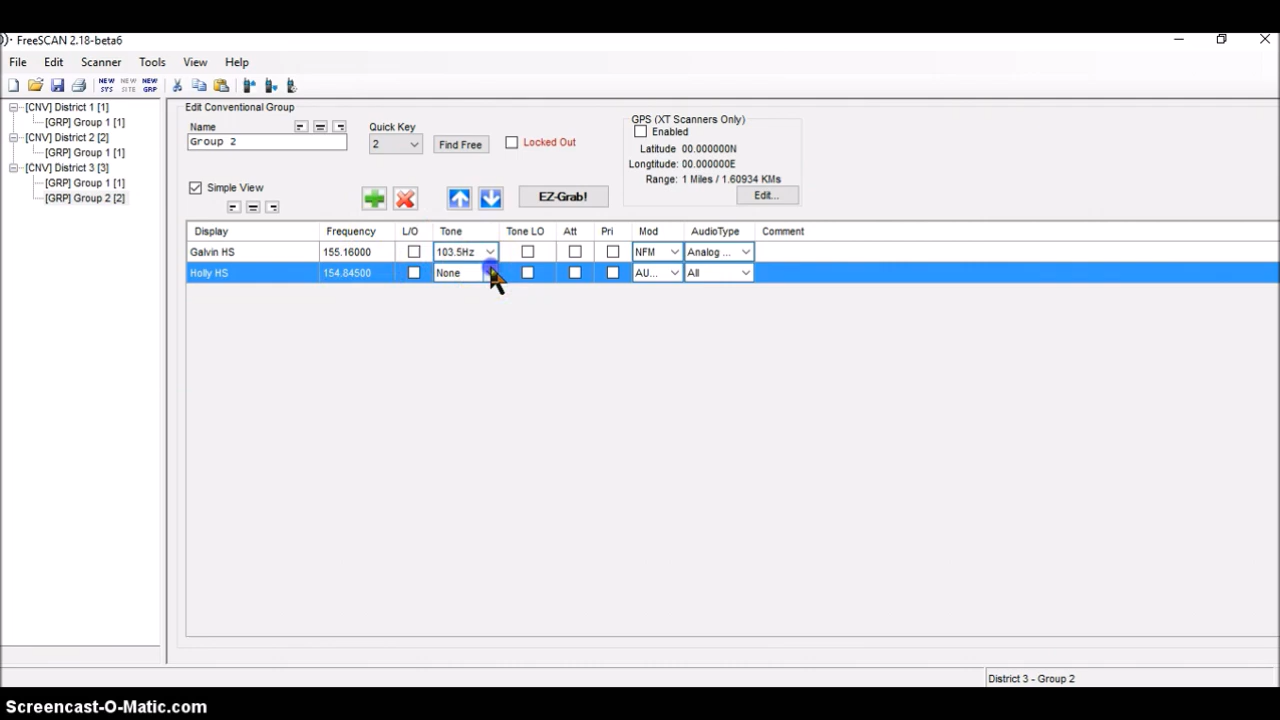 FreeSCAN 2.18-beta6
File Edit Scanner Tools View Help
NEW SYS NEW SITE NEW GRP
[CNV] District 1 [1]
[GRP] Group 1 [1]
[CNV] District 2 [2]
[GRP] Group 1 [1]
[CNV] District 3 [3]
[GRP] Group 1 [1]
[GRP] Group 2 [2]
Edit Conventional Group
Name
Group 2
Quick Key
2
Find Free
Locked Out
GPS (XT Scanners Only)
Enabled
Latitude 00.000000N
Longtitude: 00.000000E
Range: 1 Miles / 1.60934 KMs
Edit...
Simple View
EZ-Grab!
Display Frequency L/O Tone Tone LO Att Pri Mod AudioType Comment
Galvin HS 155.16000 103.5Hz NFM Analog ...
Holly HS 154.84500 None AU... All
District 3 - Group 2
Screencast-O-Matic.com